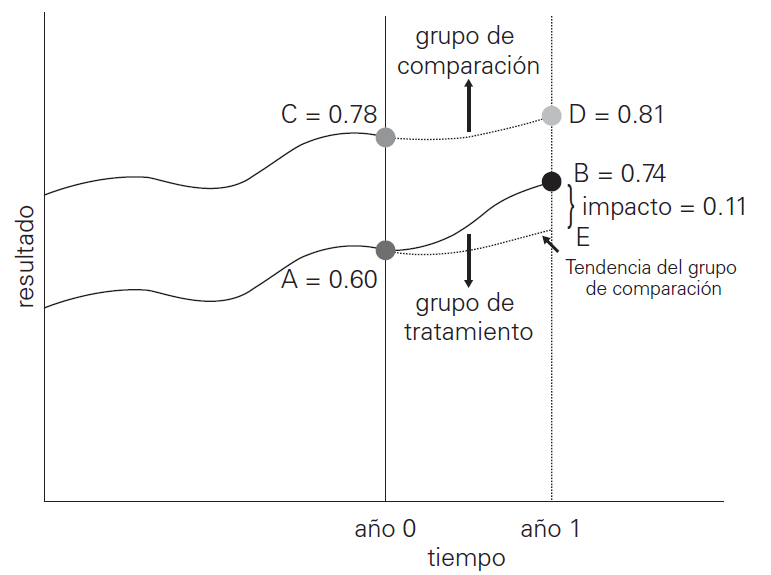 grupo de
comparación
C = 0.78
D = 0.81
B = 0.74
impacto = 0.11
E
Tendencia del grupo
de comparación
A = 0.60
grupo de
tratamiento
resultado
año 0
año 1
tiempo